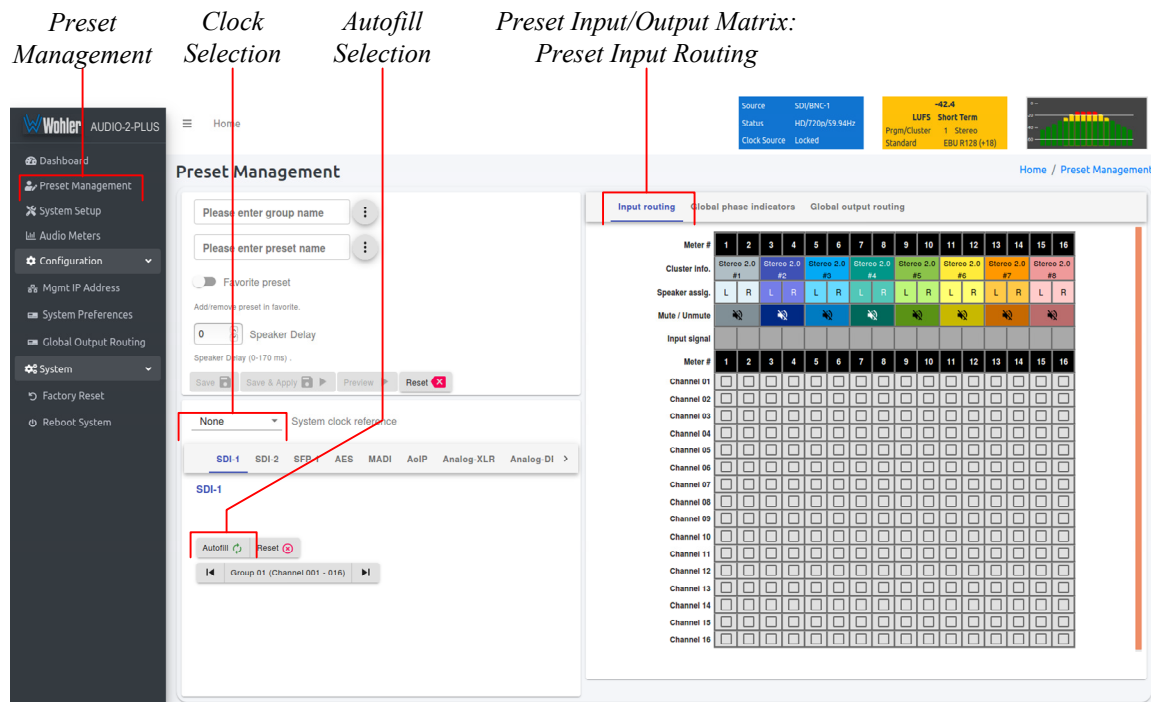 Preset Management
Clock Selection
Autofill Selection
Preset Input/Output Matrix:
Preset Input Routing
Wohler AUDIO-2-PLUS
Home
Source SDI/BNC-1
Status HD/720p/59.94Hz
Clock Source Locked
-42.4
LUFS Short Term
Prgm/Cluster 1 Stereo
Standard EBU R128 (+18)
Dashboard
Preset Management
System Setup
Audio Meters
Configuration
Mgmt IP Address
System Preferences
Global Output Routing
System
Factory Reset
Reboot System
Preset Management
Home / Preset Management
Please enter group name
Please enter preset name
Favorite preset
Add/remove preset in favorite.
0 Speaker Delay
Speaker Delay (0-170 ms) .
Save Save & Apply Preview Reset
None System clock reference
SDI-1 SDI-2 SFP-1 AES MADI AoIP Analog-XLR Analog-DI >
SDI-1
Autofill Reset
Group 01 (Channel 001 - 016)
Input routing Global phase indicators Global output routing
Meter # 1 2 3 4 5 6 7 8 9 10 11 12 13 14 15 16
Cluster info. Stereo 2.0 #1 Stereo 2.0 #2 Stereo 2.0 #3 Stereo 2.0 #4 Stereo 2.0 #5 Stereo 2.0 #6 Stereo 2.0 #7 Stereo 2.0 #8
Speaker assig. L R L R L R L R L R L R L R L R
Mute / Unmute
Input signal
Meter # 1 2 3 4 5 6 7 8 9 10 11 12 13 14 15 16
Channel 01
Channel 02
Channel 03
Channel 04
Channel 05
Channel 06
Channel 07
Channel 08
Channel 09
Channel 10
Channel 11
Channel 12
Channel 13
Channel 14
Channel 15
Channel 16